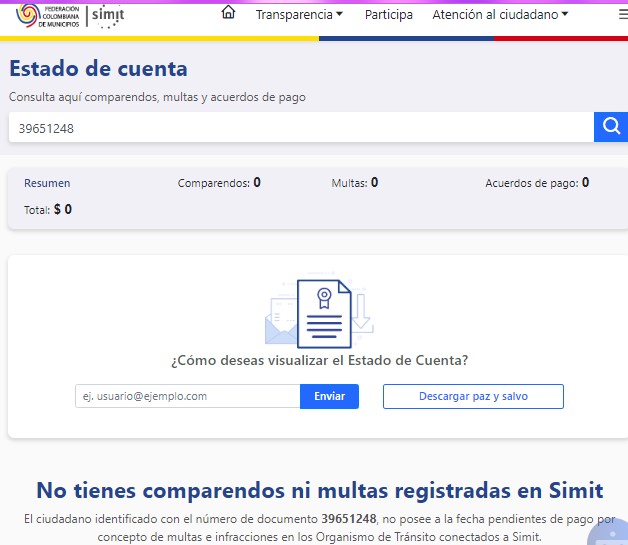 FEDERACIÓN
COLOMBIANA
DE MUNICIPIOS
simit
Transparencia
Participa
Atención al ciudadano
Estado de cuenta
Consulta aquí comparendos, multas y acuerdos de pago
39651248
Resumen
Comparendos: 0
Multas: 0
Acuerdos de pago: 0
Total: $ 0
¿Cómo deseas visualizar el Estado de Cuenta?
ej. usuario@ejemplo.com
Enviar
Descargar paz y salvo
No tienes comparendos ni multas registradas en Simit
El ciudadano identificado con el número de documento 39651248, no posee a la fecha pendientes de pago por
concepto de multas e infracciones en los Organismo de Tránsito conectados a Simit.